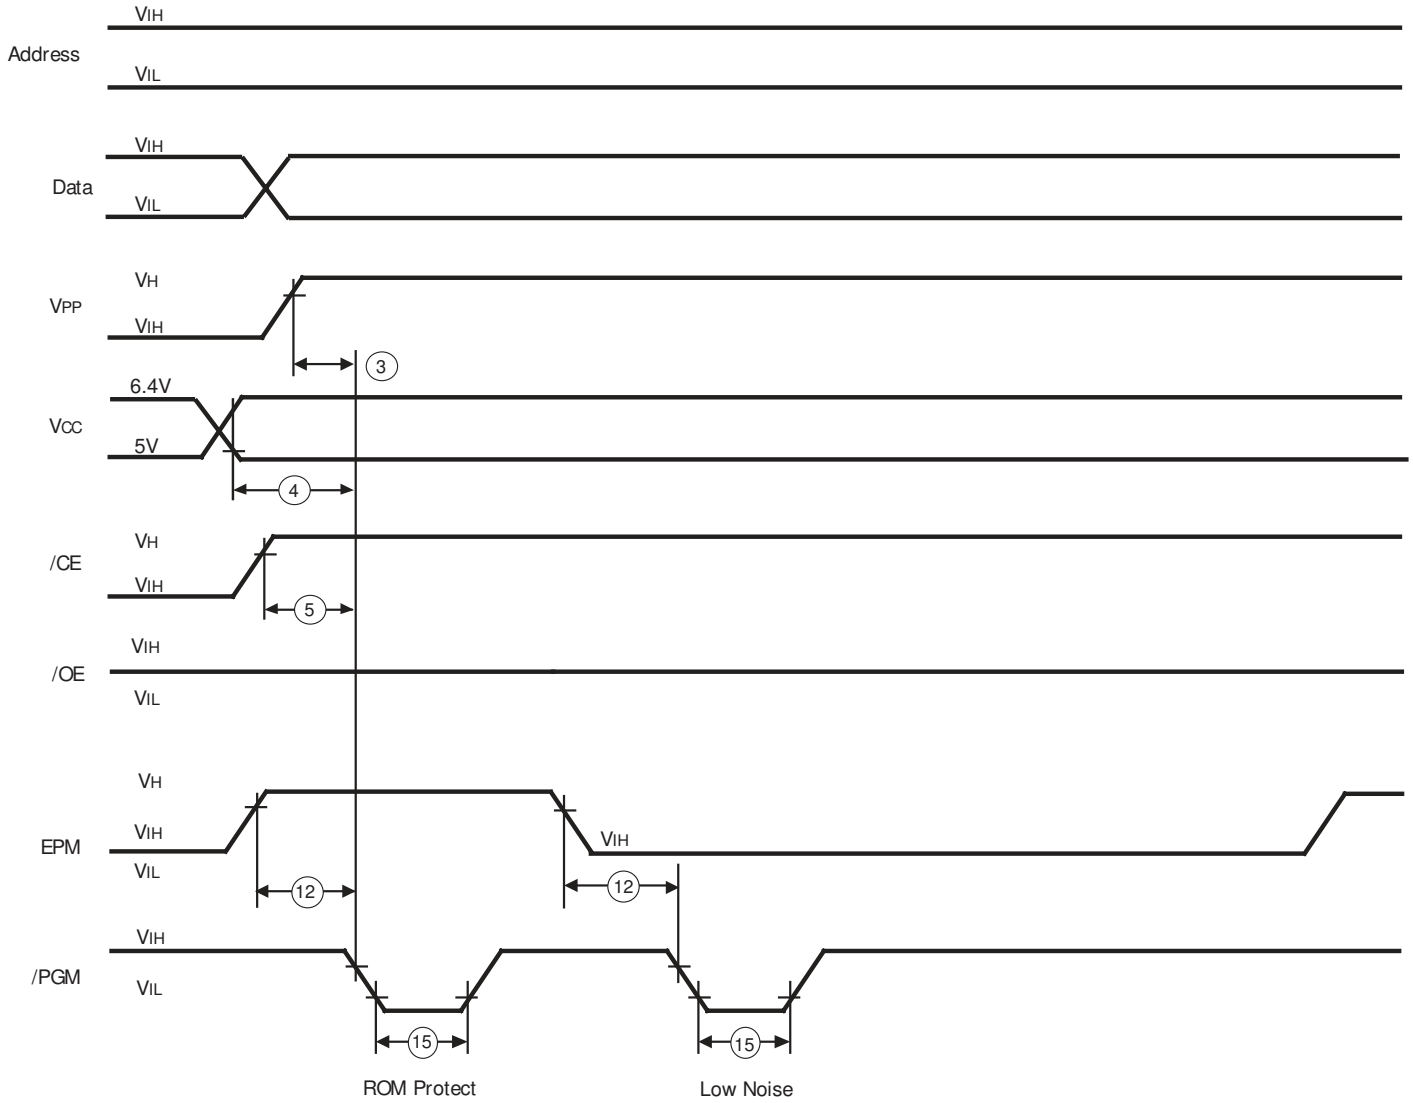 VIH
Address
VIL
VIH
Data
VIL
VH
VPP
VIH
3
6.4V
VCC
5V
4
VH
/CE
VIH
5
VIH
/OE
VIL
VH
VIH
VIH
EPM
VIL
12
12
VIH
/PGM
VIL
15
15
ROM Protect
Low Noise